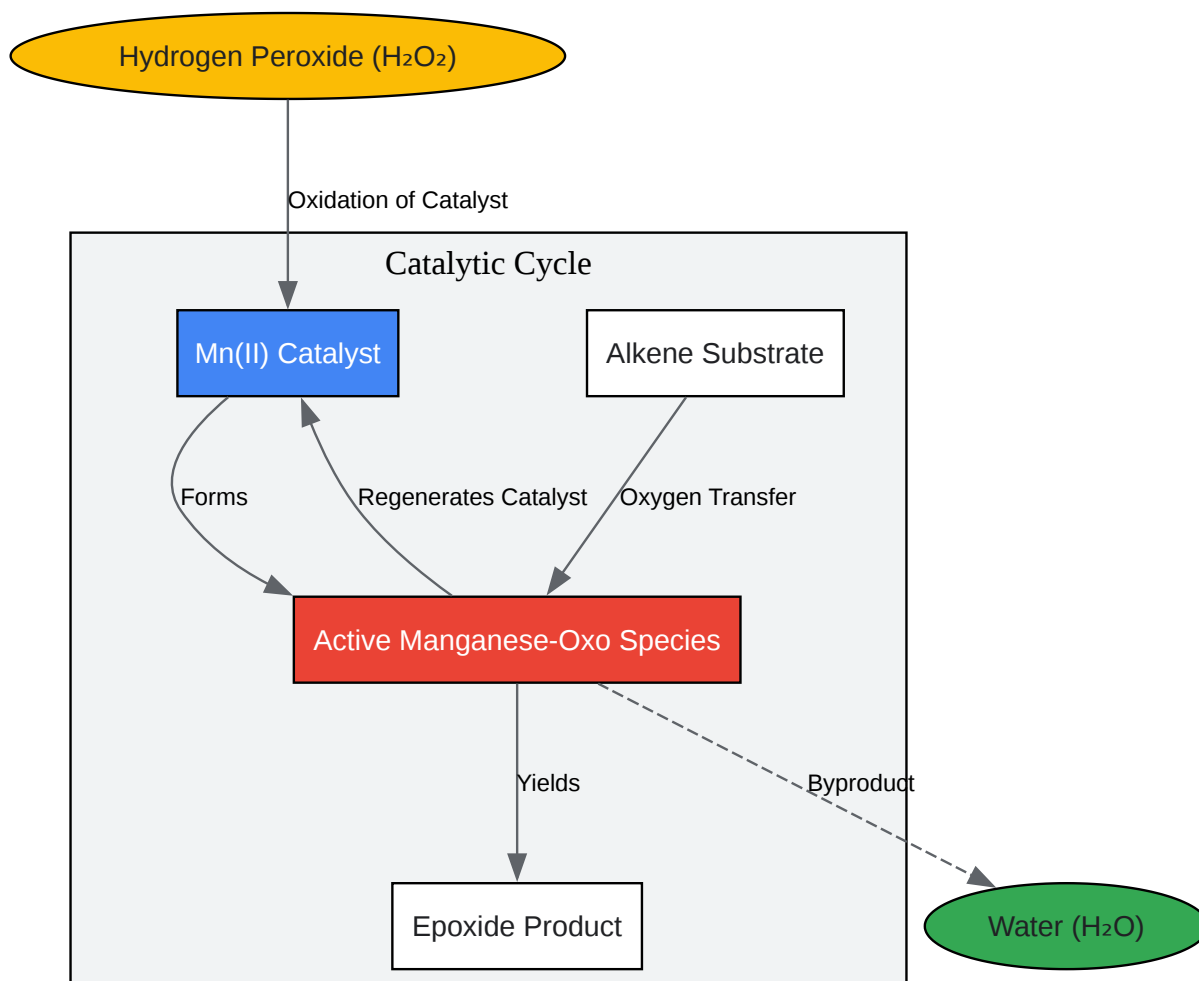 Hydrogen Peroxide (H₂O₂)
Oxidation of Catalyst
Catalytic Cycle
Mn(II) Catalyst
Alkene Substrate
Forms
Regenerates Catalyst
Oxygen Transfer
Active Manganese-Oxo Species
Yields
Byproduct
Epoxide Product
Water (H₂O)